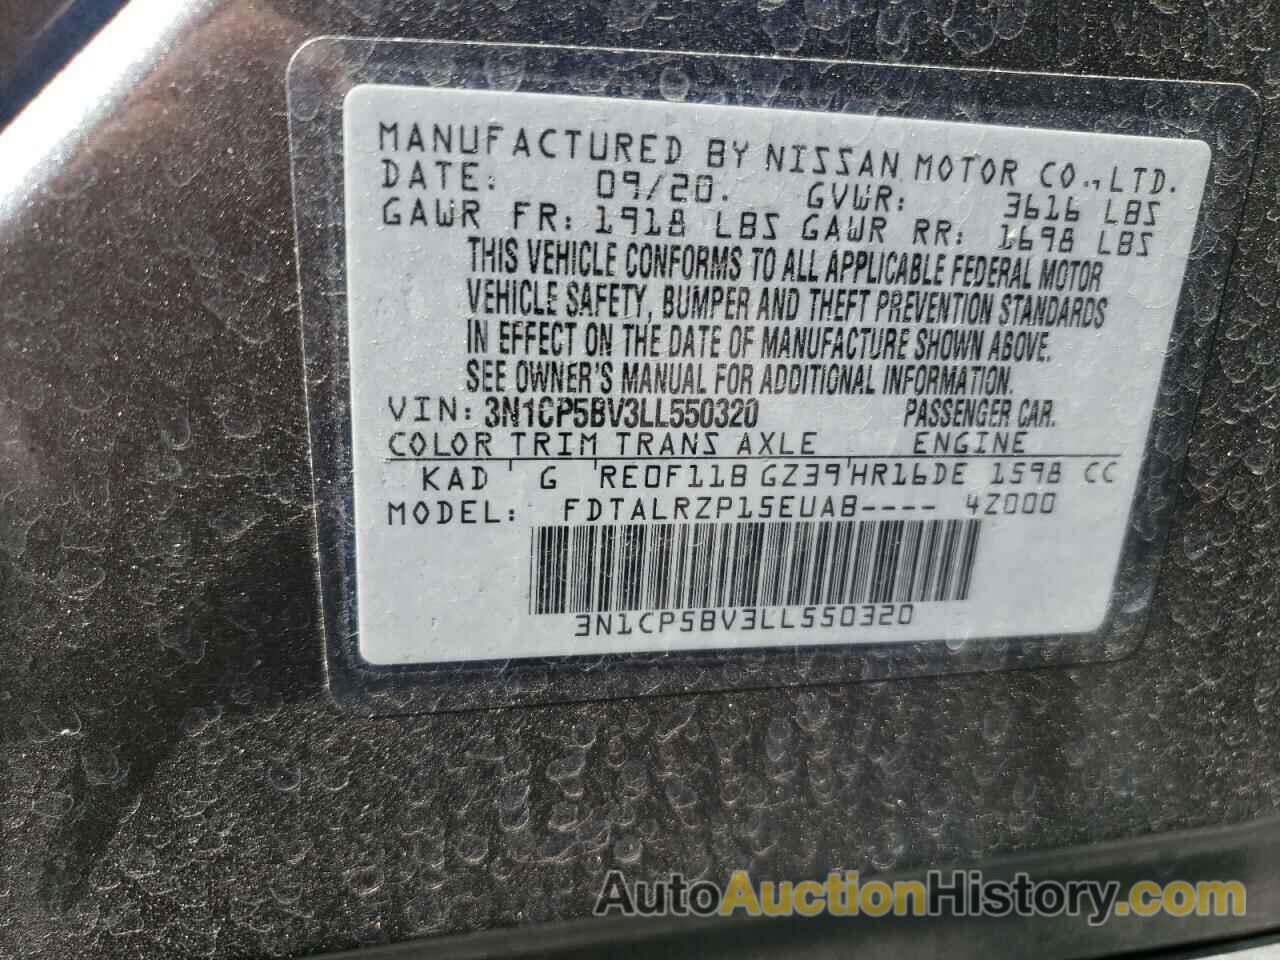 MANUFACTURED BY NISSAN MOTOR CO., LTD.
DATE: 09/20. GVWR: 3616 LBS
GAWR FR: 1918 LBS GAWR RR: 1698 LBS
THIS VEHICLE CONFORMS TO ALL APPLICABLE FEDERAL MOTOR
VEHICLE SAFETY, BUMPER AND THEFT PREVENTION STANDARDS
IN EFFECT ON THE DATE OF MANUFACTURE SHOWN ABOVE.
SEE OWNER'S MANUAL FOR ADDITIONAL INFORMATION.
VIN: 3N1CP5BV3LL550320 PASSENGER CAR.
COLOR TRIM TRANS AXLE ENGINE
KAD G RE0F11B GZ39 HR16DE 1598 CC
MODEL: FDTALRZP15EUAB---- 4Z000
3N1CP5BV3LL550320
AutoAuctionHistory.com